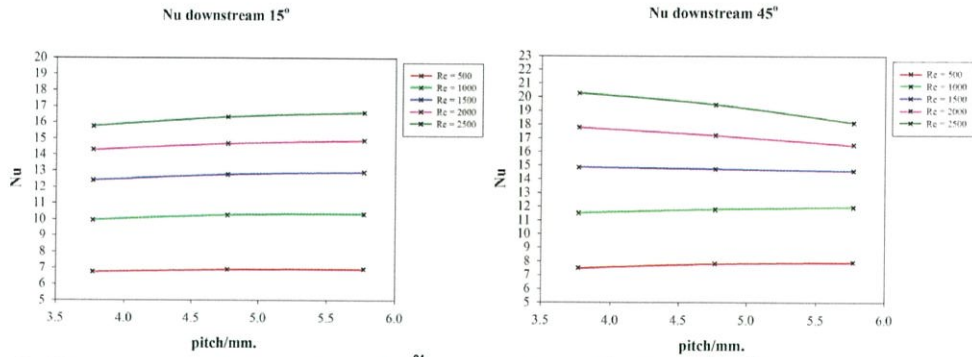 Nu downstream 15°
Nu
20
19
18
17
16
15
14
13
12
11
10
9
8
7
6
5
3.5 4.0 4.5 5.0 5.5 6.0
pitch/mm.
Re = 500
Re = 1000
Re = 1500
Re = 2000
Re = 2500
Nu downstream 45°
Nu
23
22
21
20
19
18
17
16
15
14
13
12
11
10
9
8
7
6
5
3.5 4.0 4.5 5.0 5.5 6.0
pitch/mm.
Re = 500
Re = 1000
Re = 1500
Re = 2000
Re = 2500